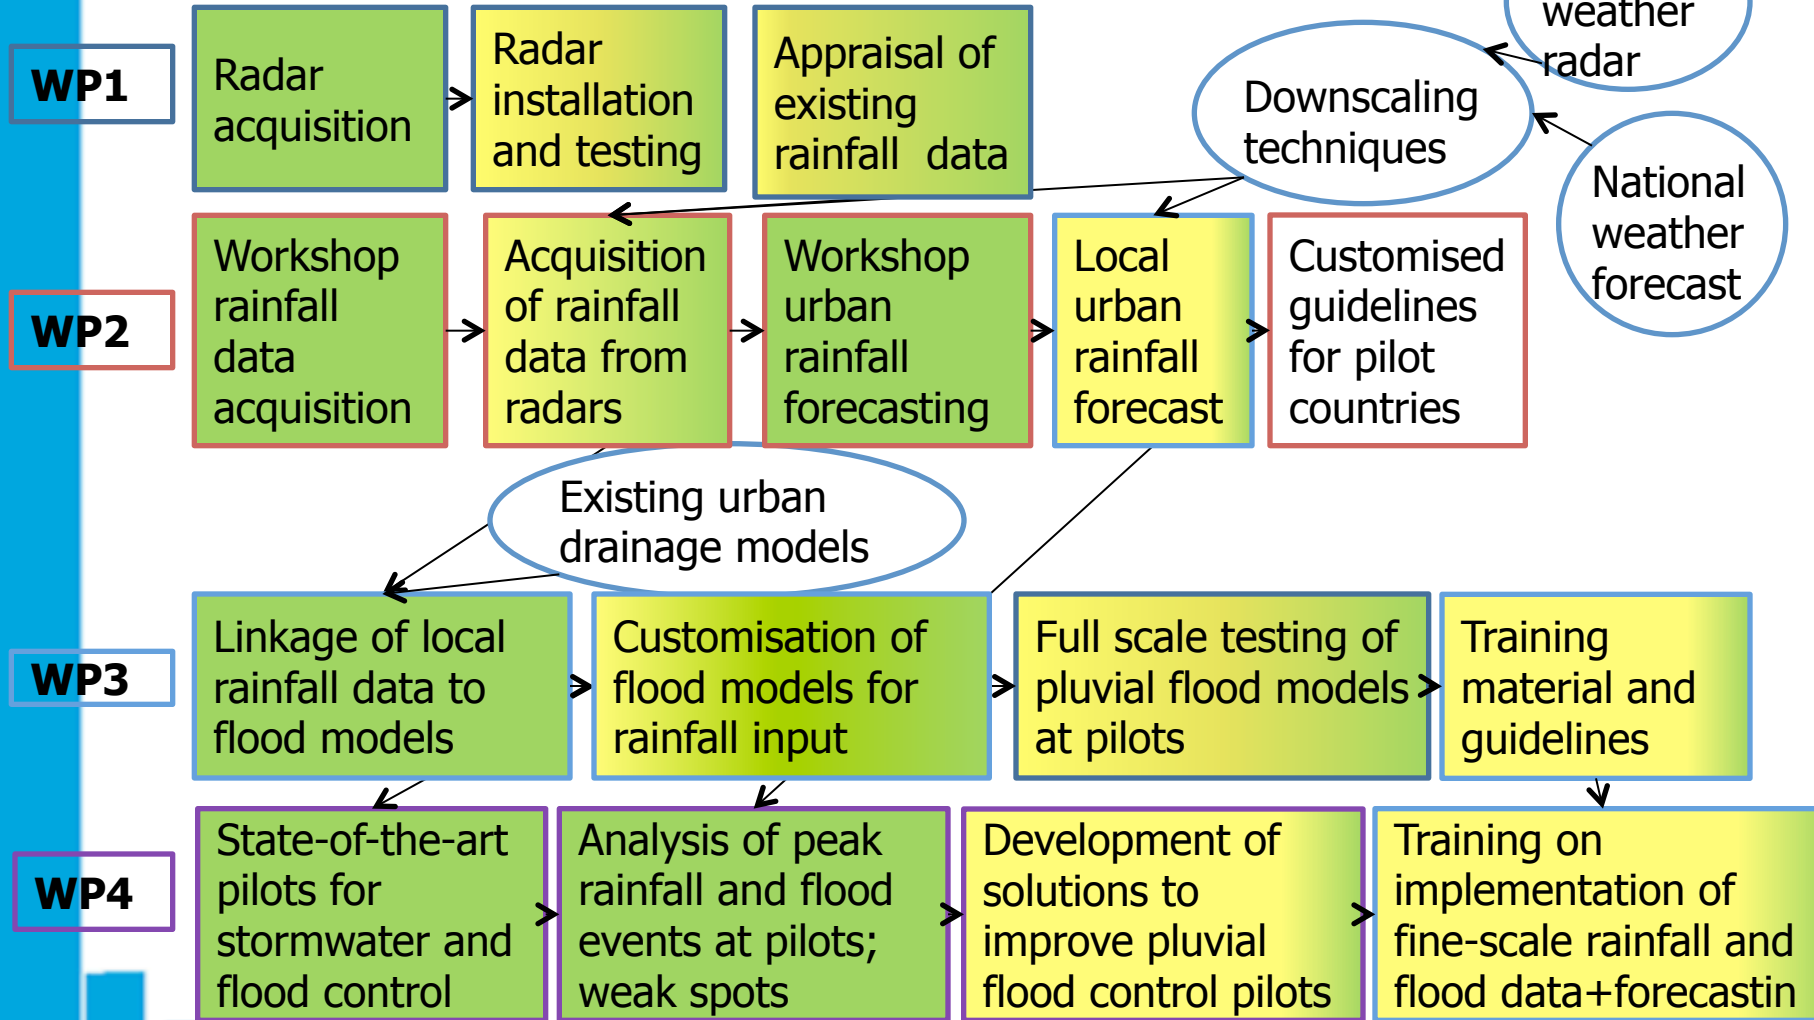 WP1
Radar
acquisition
Radar
installation
and testing
Appraisal of
existing
rainfall data
Downscaling
techniques
weather
radar
National
weather
forecast
WP2
Workshop
rainfall
data
acquisition
Acquisition
of rainfall
data from
radars
Workshop
urban
rainfall
forecasting
Local
urban
rainfall
forecast
Customised
guidelines
for pilot
countries
Existing urban
drainage models
WP3
Linkage of local
rainfall data to
flood models
Customisation of
flood models for
rainfall input
Full scale testing of
pluvial flood models
at pilots
Training
material and
guidelines
WP4
State-of-the-art
pilots for
stormwater and
flood control
Analysis of peak
rainfall and flood
events at pilots;
weak spots
Development of
solutions to
improve pluvial
flood control pilots
Training on
implementation of
fine-scale rainfall and
flood data+forecastin